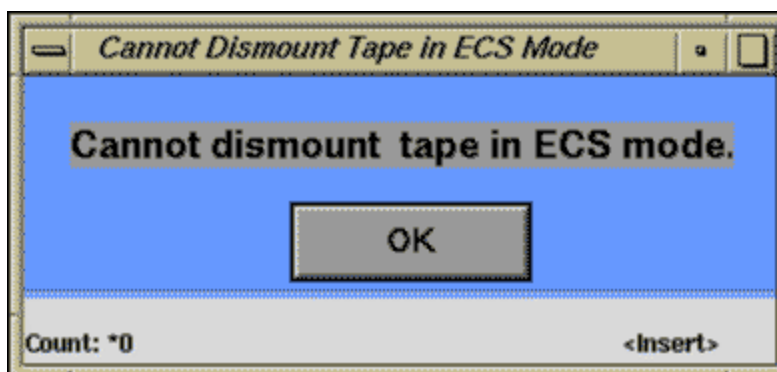 Cannot Dismount Tape in ECS Mode
Cannot dismount tape in ECS mode.
OK
Count: *0 <Insert>